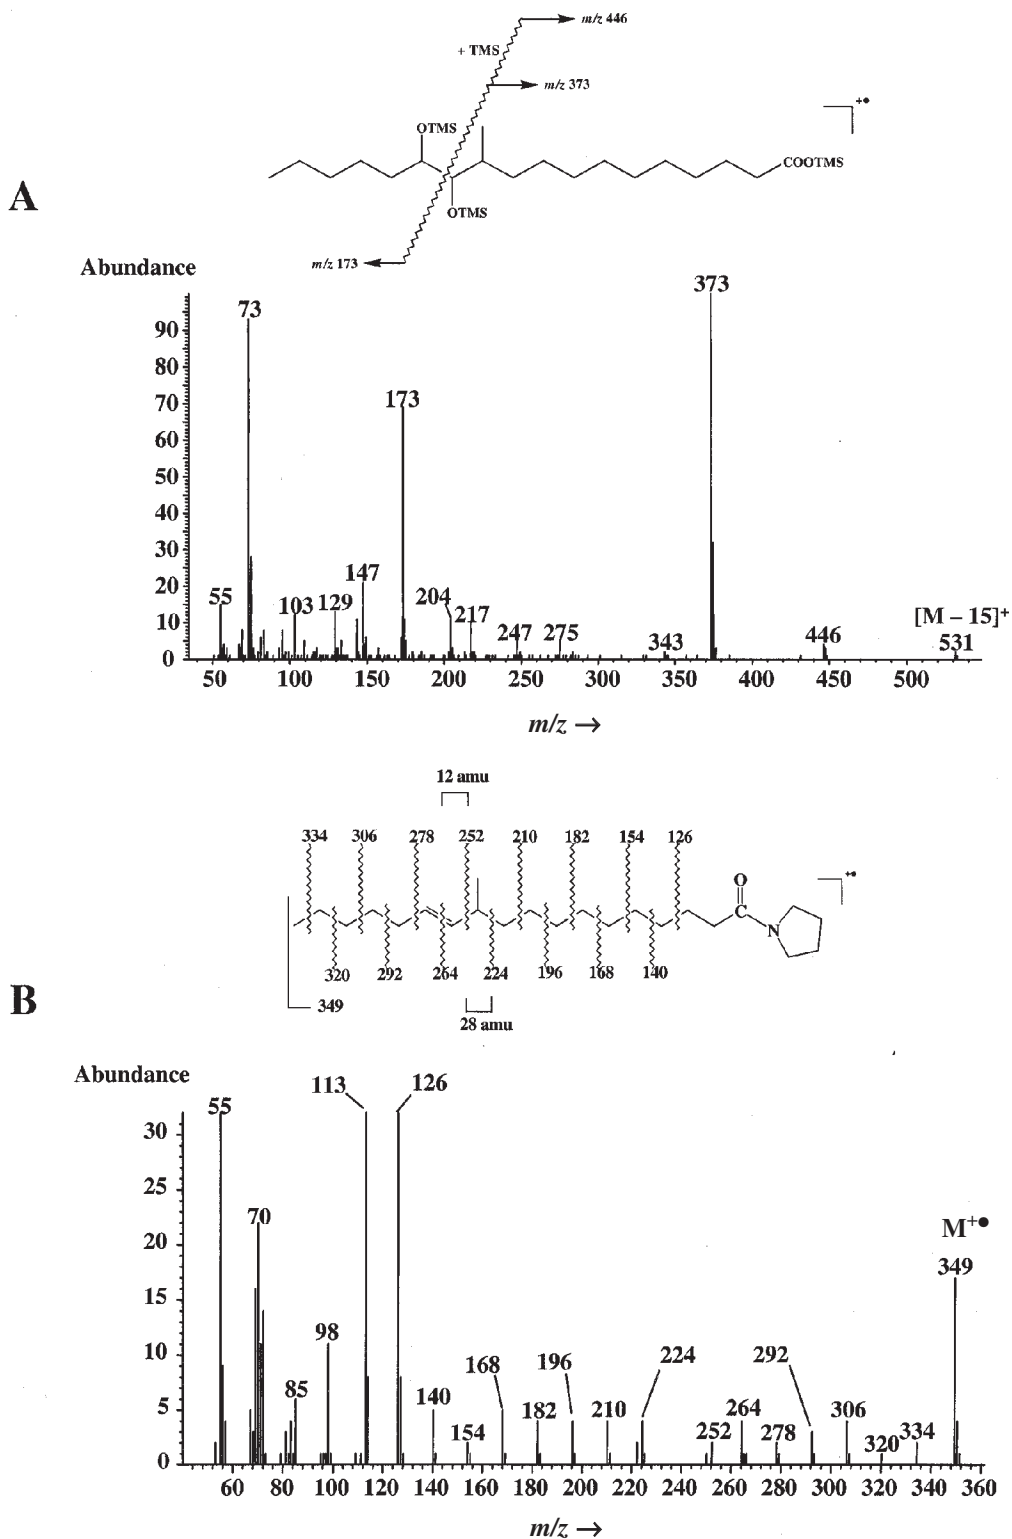 m/z 446
+ TMS
m/z 373
+•
OTMS
COOTMS
A
OTMS
m/z 173
Abundance
373
73
90
80
70
173
60
50
40
30
147
20
55
103 129
204
217
[M – 15]+
10
247 275
343
446
531
0
50 100 150 200 250 300 350 400 450 500
m/z →
12 amu
334 306 278 252 210 182 154 126
+•
O
C
N
320 292 264 224 196 168 140
B
349
28 amu
Abundance
113
126
55
30
25
70
20
M+•
349
15
98
10
168
196
224
292
85
140
182
210
264
306
5
154
252
278
320
334
0
60 80 100 120 140 160 180 200 220 240 260 280 300 320 340 360
m/z →